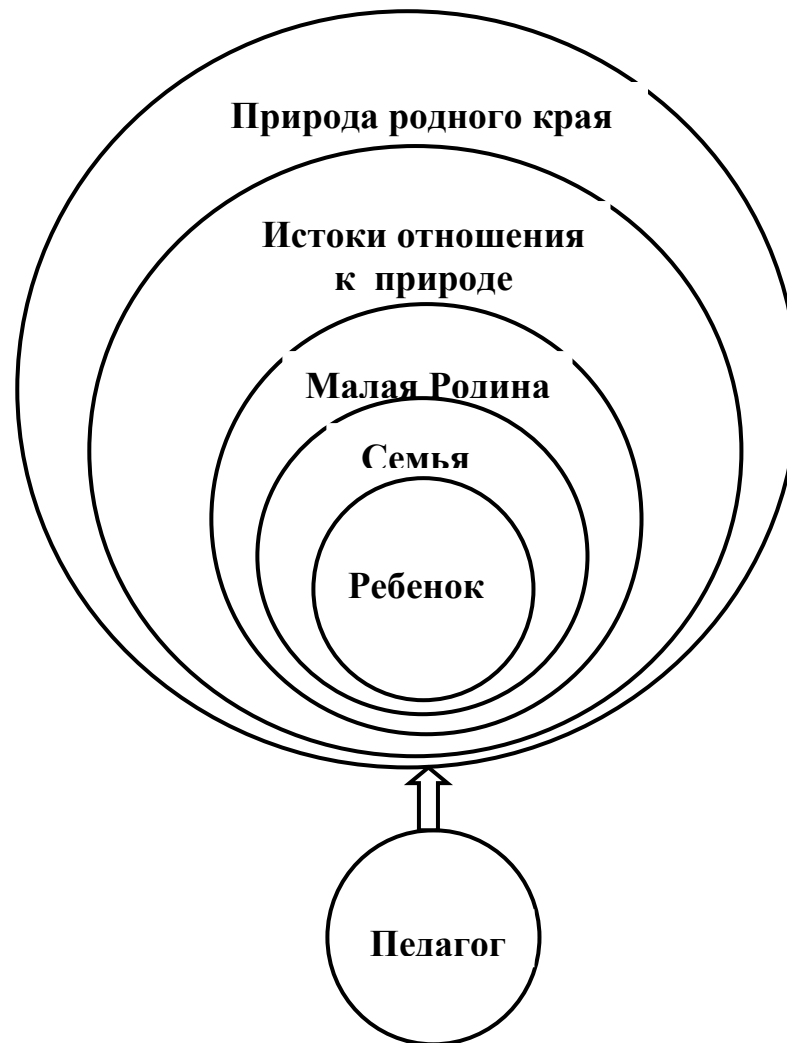 Природа родного края
Истоки отношения
к природе
Малая Родина
Семья
Ребенок
Педагог